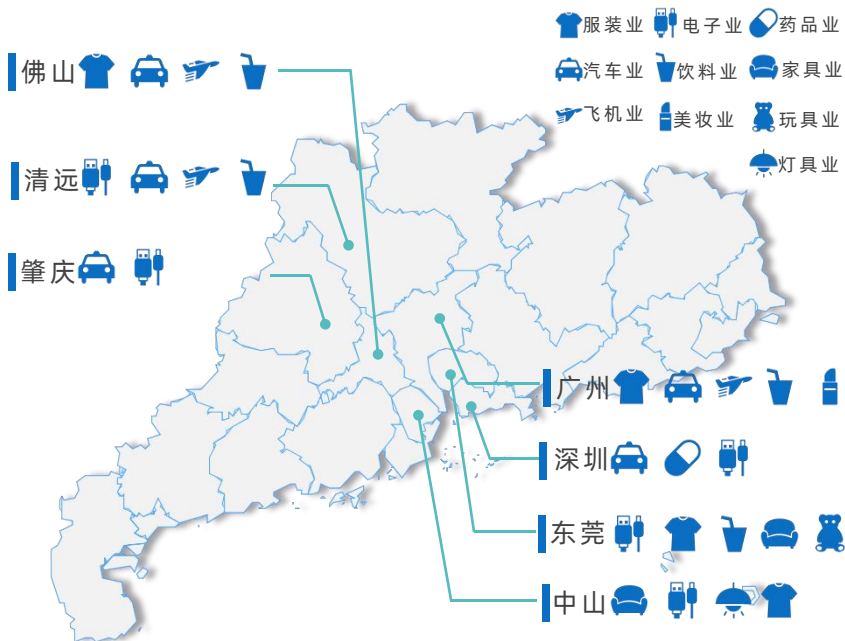 服装业 电子业 药品业
汽车业 饮料业 家具业
飞机业 美妆业 玩具业
灯具业
佛山
清远
肇庆
广州
深圳
东莞
中山